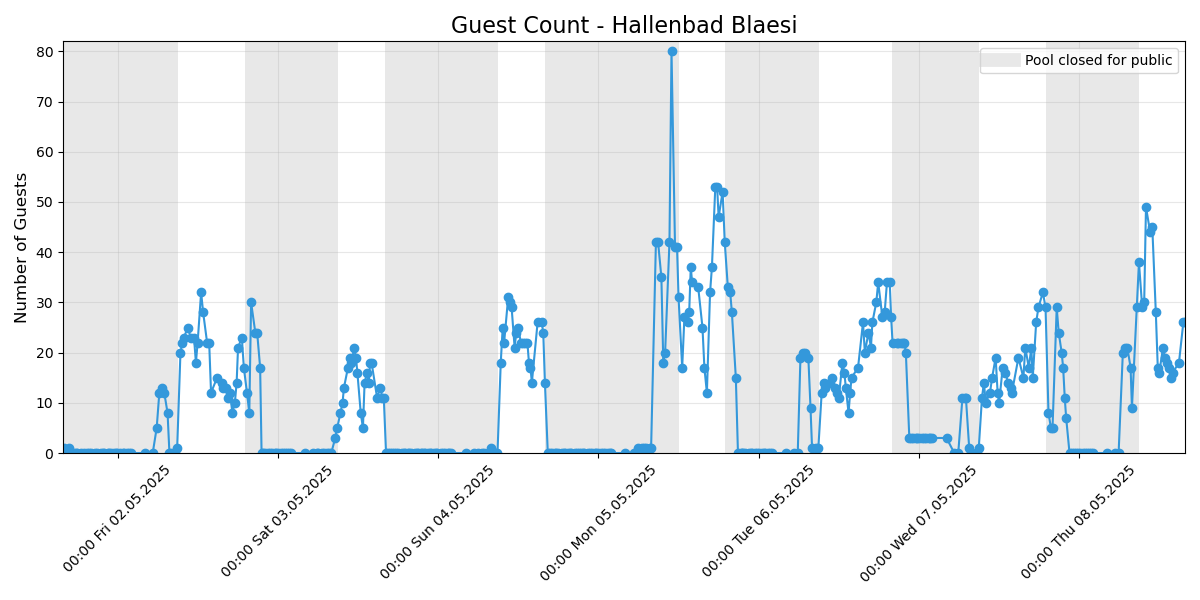 Guest Count - Hallenbad Blaesi
Pool closed for public
Number of Guests
80
70
60
50
40
30
20
10
0
00:00 Fri 02.05.2025
00:00 Sat 03.05.2025
00:00 Sun 04.05.2025
00:00 Mon 05.05.2025
00:00 Tue 06.05.2025
00:00 Wed 07.05.2025
00:00 Thu 08.05.2025